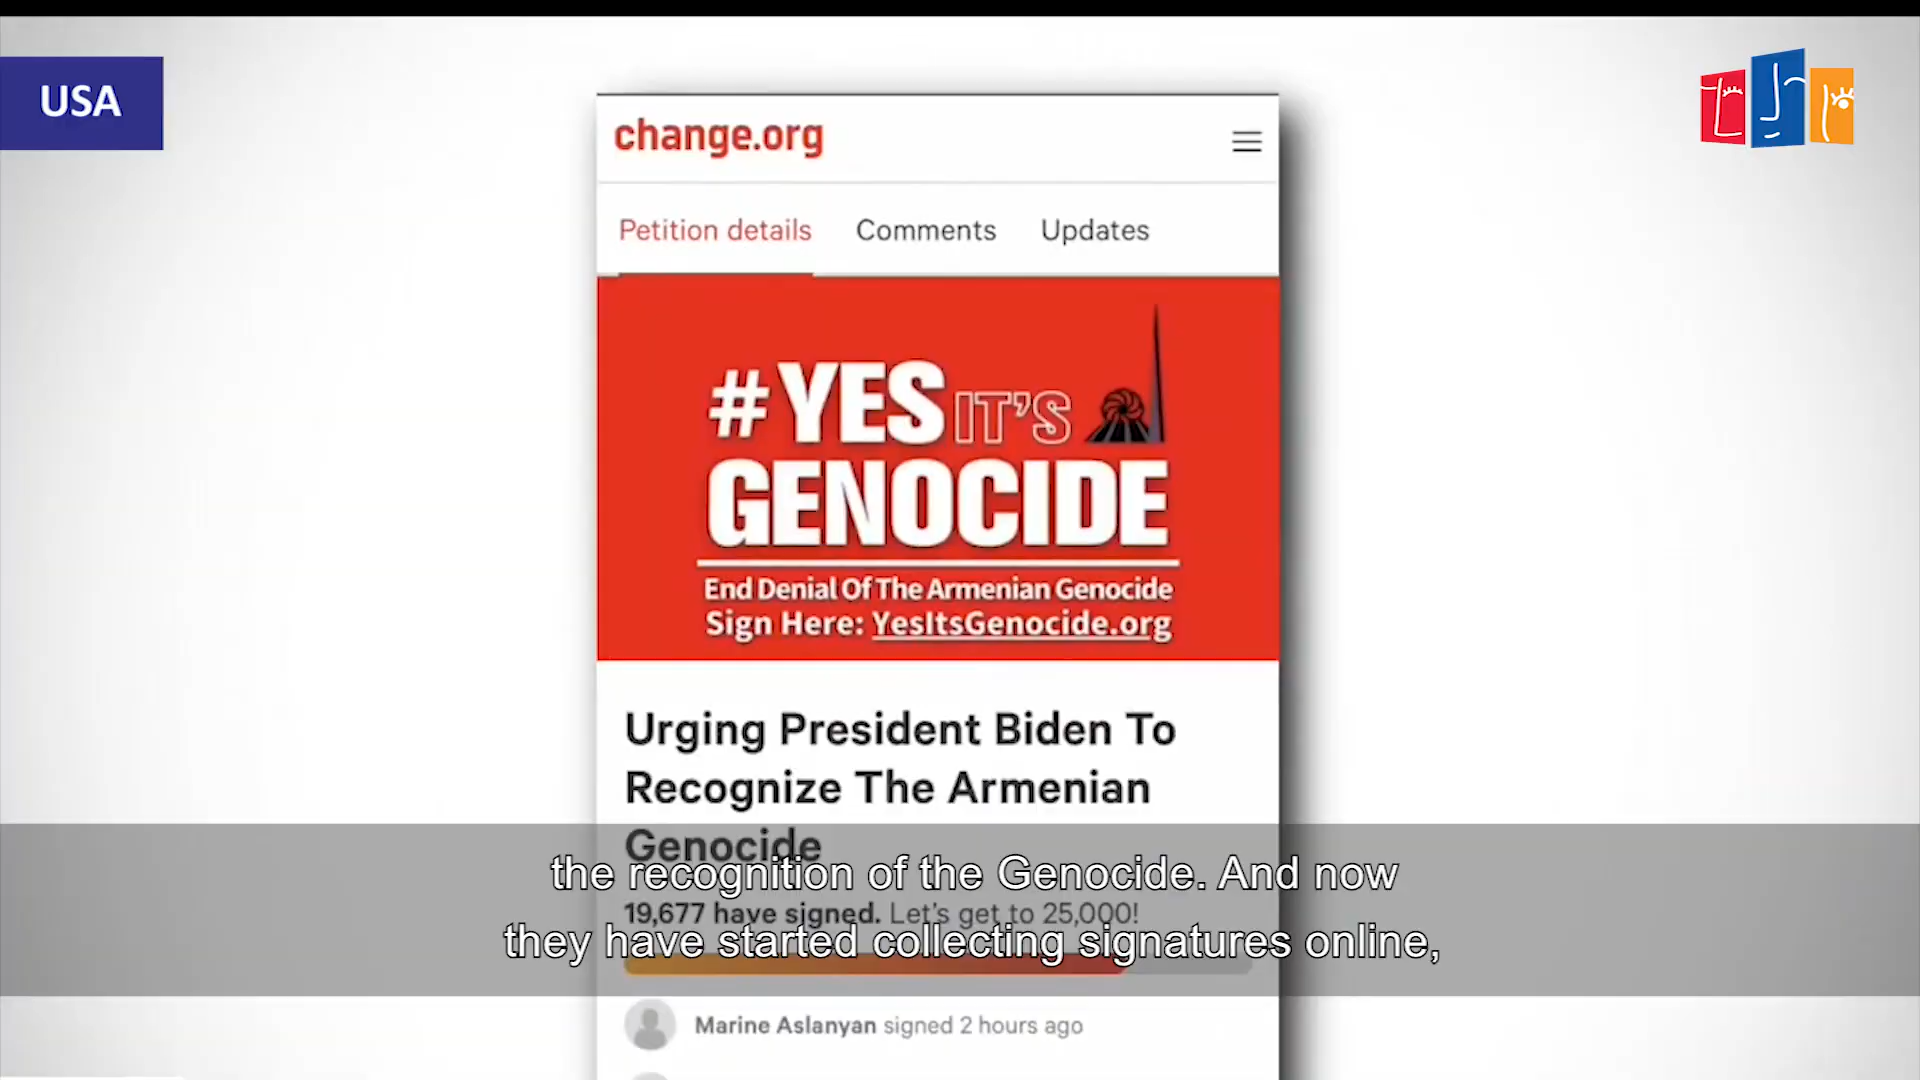 USA
change.org
Petition details Comments Updates
#YES IT'S
GENOCIDE
End Denial Of The Armenian Genocide
Sign Here: YesItsGenocide.org
Urging President Biden To
Recognize The Armenian
Genocide
the recognition of the Genocide. And now
19,677 have signed. Let's get to 25,000!
they have started collecting signatures online,
Marine Aslanyan signed 2 hours ago